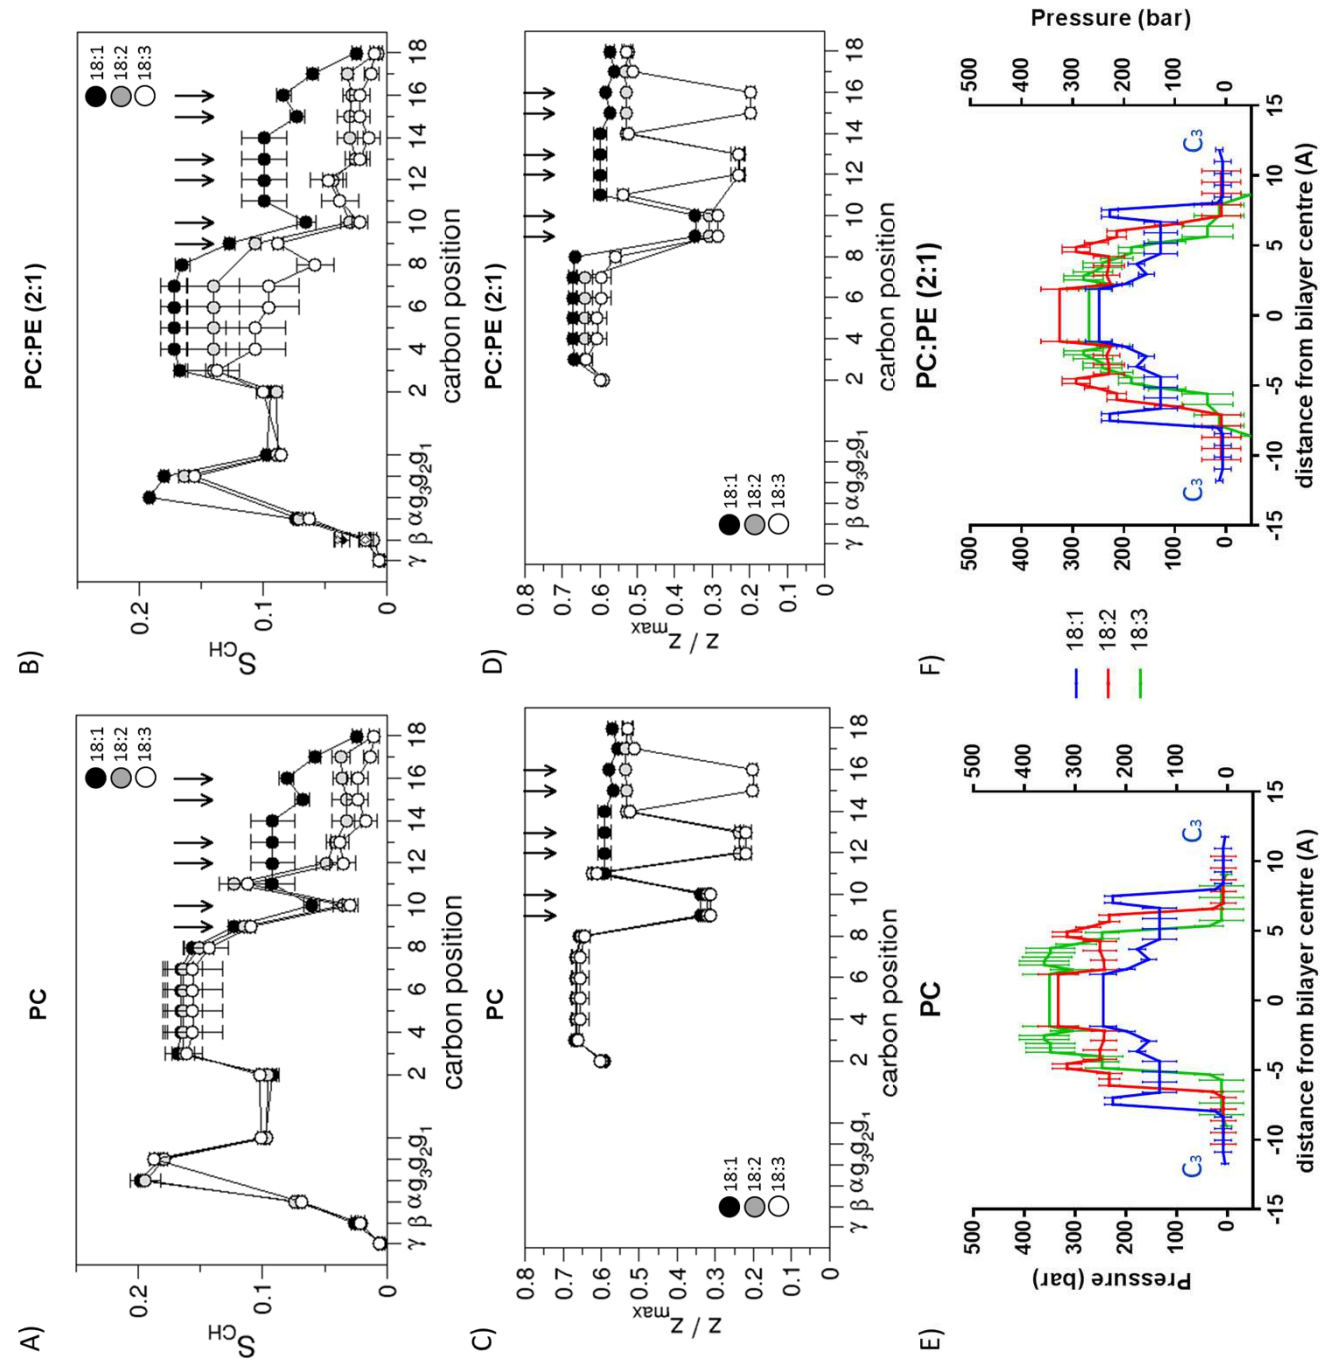 A)
PC
18:1
18:2
18:3
S CH
0.2
0.1
0
γ β α g3 g2 g1 2 4 6 8 10 12 14 16 18
carbon position
B)
PC:PE (2:1)
18:1
18:2
18:3
S CH
0.2
0.1
0
γ β α g3 g2 g1 2 4 6 8 10 12 14 16 18
carbon position
C)
PC
18:1
18:2
18:3
z / z max
0.8
0.7
0.6
0.5
0.4
0.3
0.2
0.1
0
γ β α g3 g2 g1 2 4 6 8 10 12 14 16 18
carbon position
D)
PC:PE (2:1)
18:1
18:2
18:3
z / z max
0.8
0.7
0.6
0.5
0.4
0.3
0.2
0.1
0
γ β α g3 g2 g1 2 4 6 8 10 12 14 16 18
carbon position
E)
PC
Pressure (bar)
500
400
300
200
100
0
500
400
300
200
100
0
C3
C3
-15 -10 -5 0 5 10 15
distance from bilayer centre (A)
18:1
18:2
18:3
F)
PC:PE (2:1)
500
400
300
200
100
0
500
400
300
200
100
0
Pressure (bar)
C3
C3
-15 -10 -5 0 5 10 15
distance from bilayer centre (A)